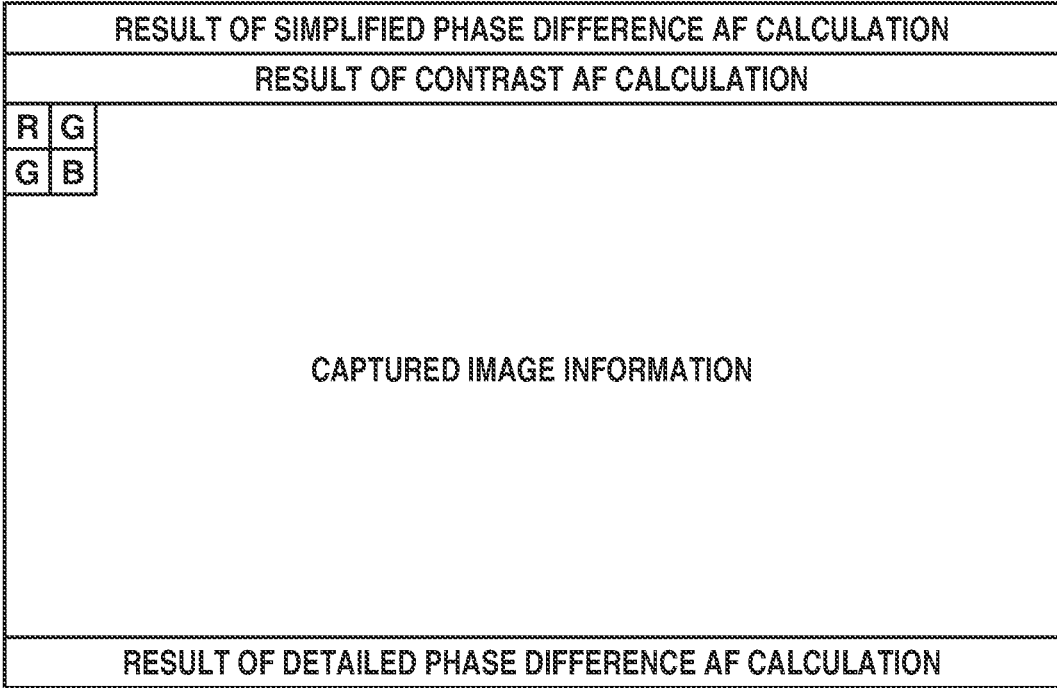 RESULT OF SIMPLIFIED PHASE DIFFERENCE AF CALCULATION
RESULT OF CONTRAST AF CALCULATION
R G
G B
CAPTURED IMAGE INFORMATION
RESULT OF DETAILED PHASE DIFFERENCE AF CALCULATION